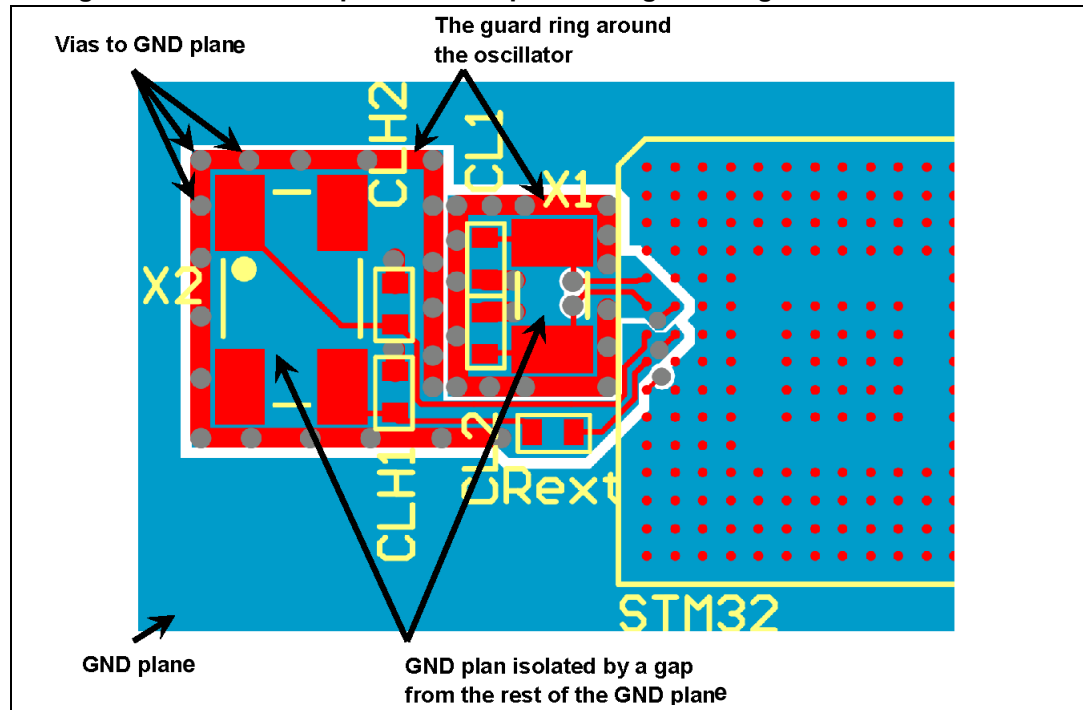 The guard ring around
the oscillator
Vias to GND plane
CLH2
CL1
X1
X2
CLH1
CL2
Rext
STM32
GND plane
GND plan isolated by a gap
from the rest of the GND plane